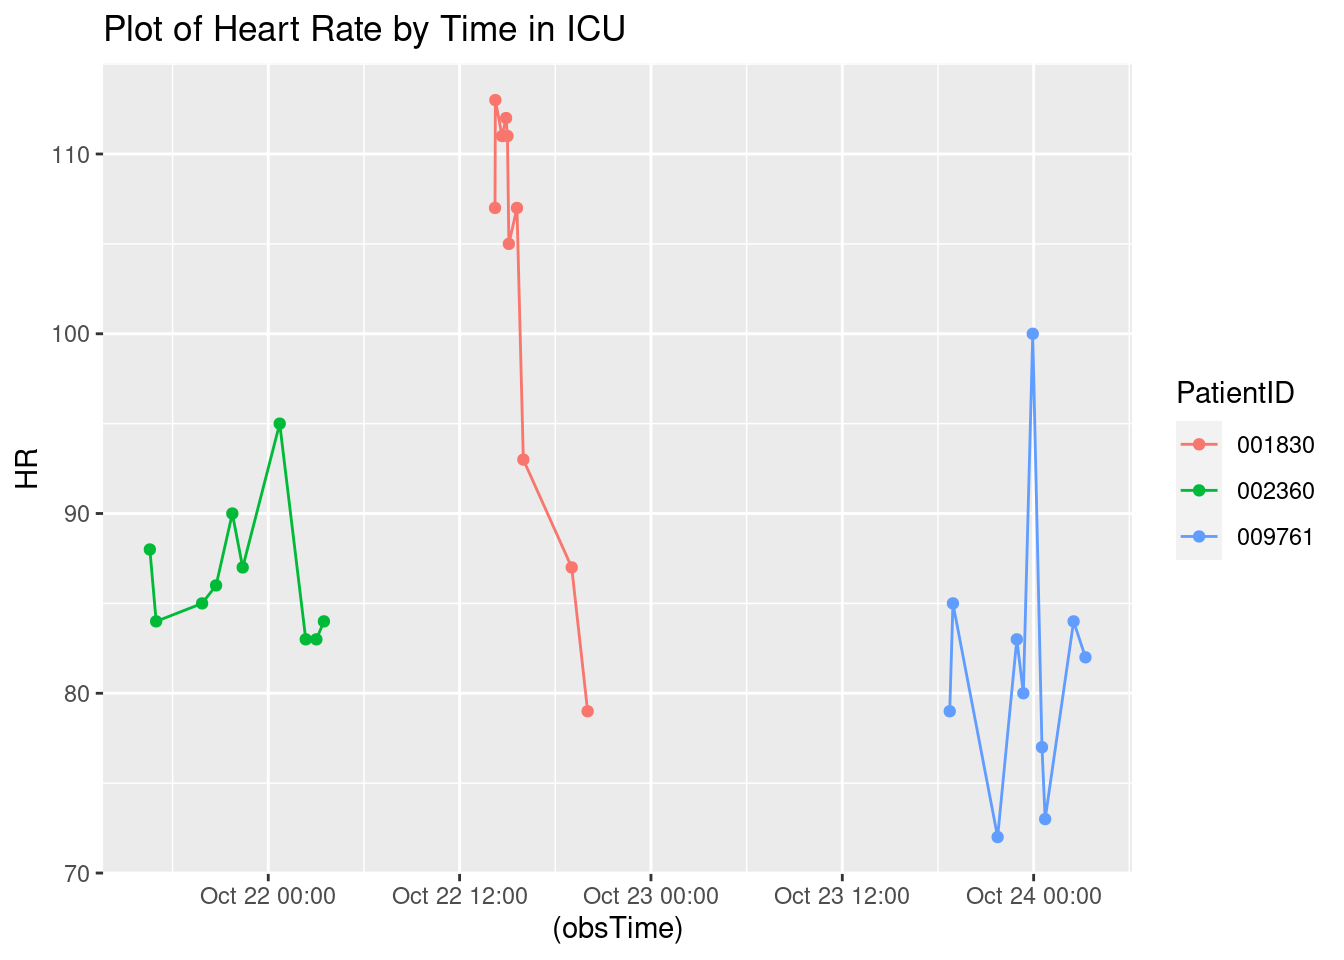 Plot of Heart Rate by Time in ICU
HR
110
100
90
80
70
Oct 22 00:00
Oct 22 12:00
Oct 23 00:00
Oct 23 12:00
Oct 24 00:00
(obsTime)
PatientID
001830
002360
009761